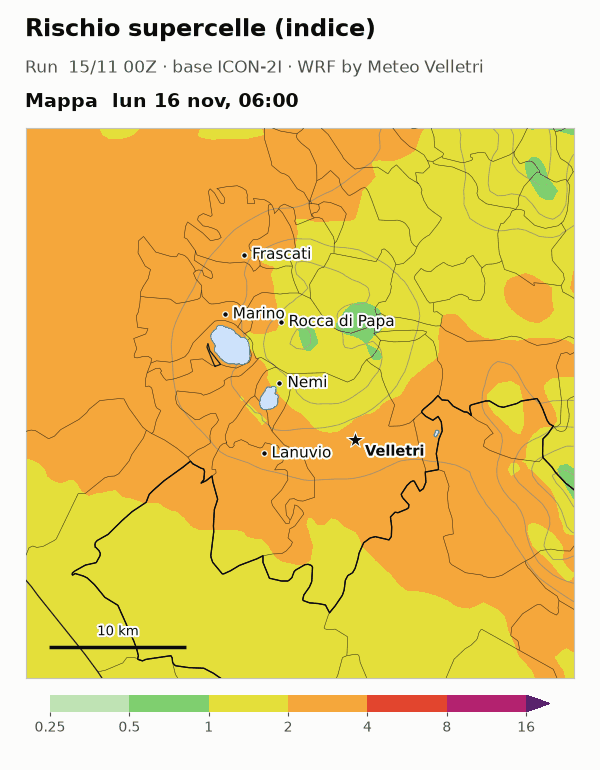 Rischio supercelle (indice)
Run  15/11 00Z · base ICON-2I · WRF by Meteo Velletri
Mappa  lun 16 nov, 06:00
Frascati
Marino
Rocca di Papa
Nemi
Velletri
Lanuvio
10 km
0.25 0.5 1 2 4 8 16